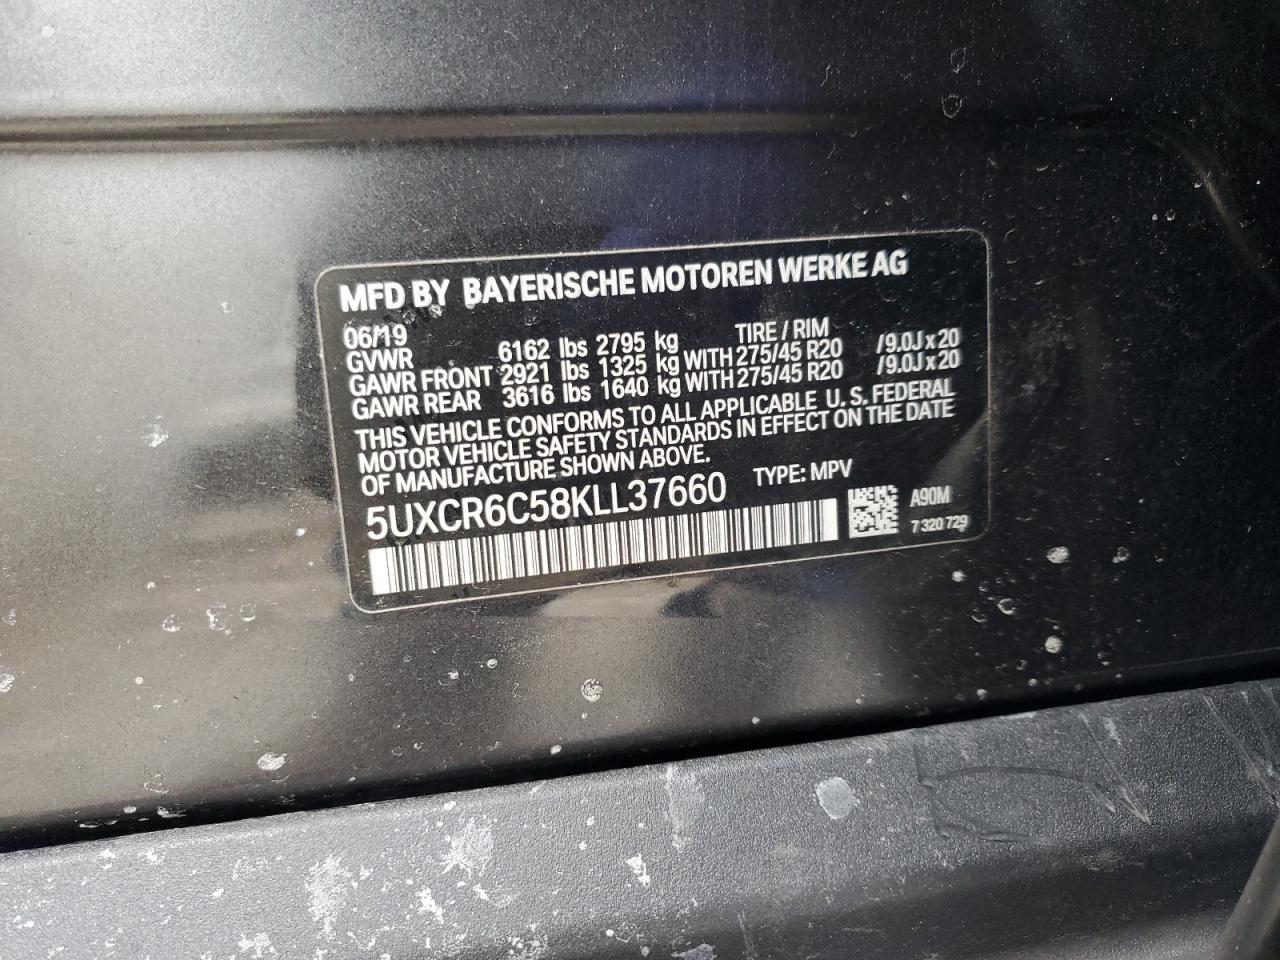 MFD BY BAYERISCHE MOTOREN WERKE AG
06/19 TIRE / RIM
GVWR 6162 lbs 2795 kg
GAWR FRONT 2921 lbs 1325 kg WITH 275/45 R20 /9.0J x 20
GAWR REAR 3616 lbs 1640 kg WITH 275/45 R20 /9.0J x 20
THIS VEHICLE CONFORMS TO ALL APPLICABLE U. S. FEDERAL
MOTOR VEHICLE SAFETY STANDARDS IN EFFECT ON THE DATE
OF MANUFACTURE SHOWN ABOVE.
5UXCR6C58KLL37660 TYPE: MPV
A90M
7 320 729